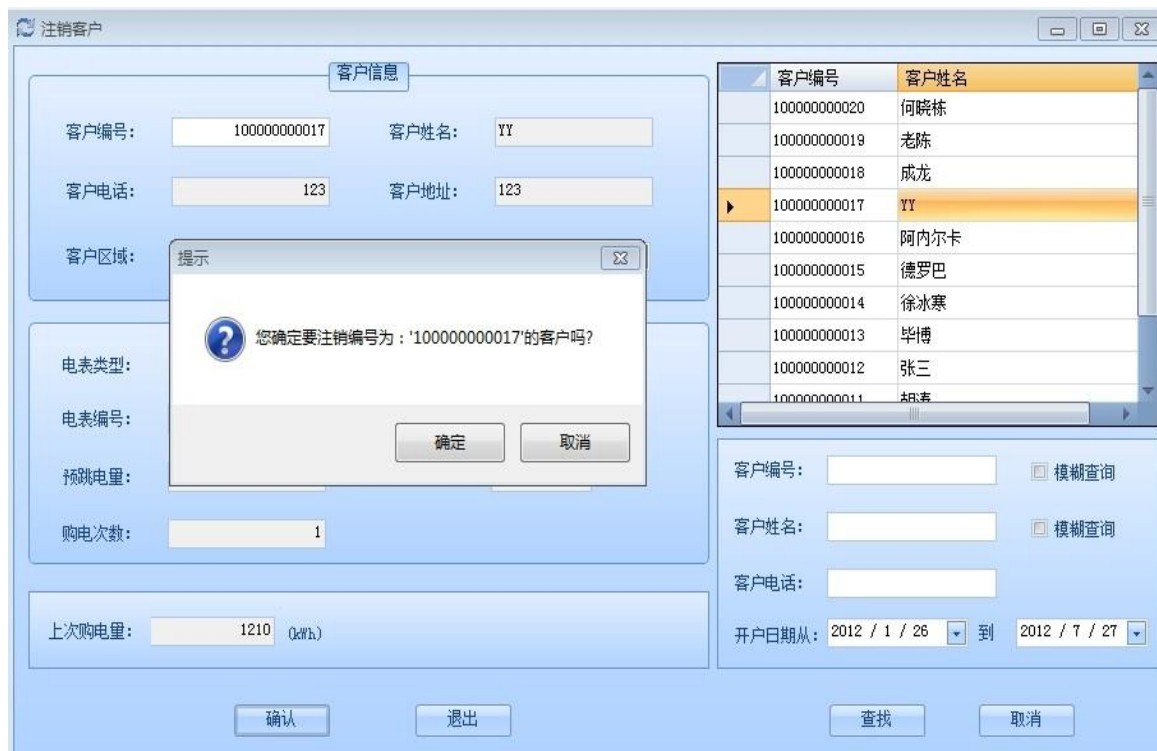 注销客户
客户信息
客户编号： 100000000017 客户姓名： YY
客户电话： 123 客户地址： 123
客户区域：
提示
您确定要注销编号为：'100000000017'的客户吗?
确定 取消
电表类型：
电表编号：
预跳电量：
购电次数： 1
上次购电量： 1210 (kWh)
确认 退出
客户编号 客户姓名
100000000020 何晓栋
100000000019 老陈
100000000018 成龙
100000000017 YY
100000000016 阿内尔卡
100000000015 德罗巴
100000000014 徐冰寒
100000000013 毕博
100000000012 张三
100000000011 胡涛
客户编号： 模糊查询
客户姓名： 模糊查询
客户电话：
开户日期从： 2012 / 1 / 26 到 2012 / 7 / 27
查找 取消